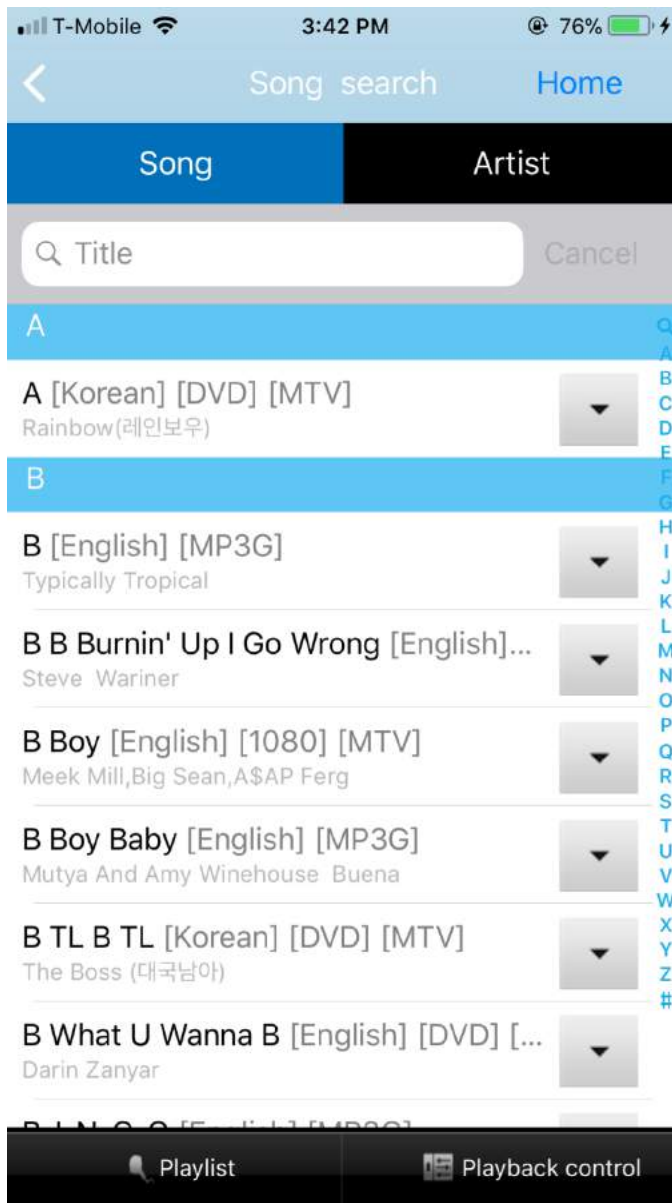 T-Mobile 3:42 PM 76%
Song search Home
Song Artist
Title Cancel
A
A [Korean] [DVD] [MTV]
Rainbow(레인보우)
B
B [English] [MP3G]
Typically Tropical
B B Burnin' Up I Go Wrong [English]...
Steve Wariner
B Boy [English] [1080] [MTV]
Meek Mill,Big Sean,A$AP Ferg
B Boy Baby [English] [MP3G]
Mutya And Amy Winehouse Buena
B TL B TL [Korean] [DVD] [MTV]
The Boss (대국남아)
B What U Wanna B [English] [DVD] [...
Darin Zanyar
A
B
C
D
E
F
G
H
I
J
K
L
M
N
O
P
Q
R
S
T
U
V
W
X
Y
Z
#
Playlist Playback control